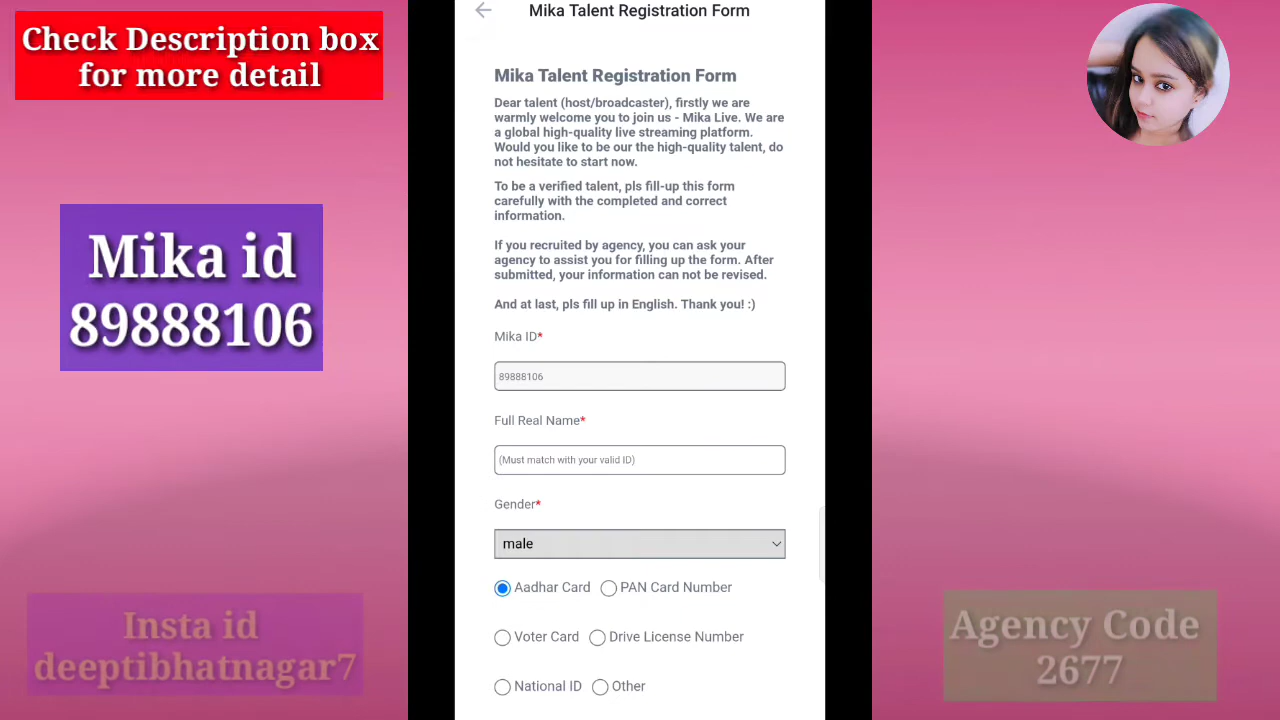 Check Description box
for more detail
Mika id
89888106
Insta id
deeptibhatnagar7
Mika Talent Registration Form
Mika Talent Registration Form
Dear talent (host/broadcaster), firstly we are
warmly welcome you to join us - Mika Live. We are
a global high-quality live streaming platform.
Would you like to be our the high-quality talent, do
not hesitate to start now.
To be a verified talent, pls fill-up this form
carefully with the completed and correct
information.
If you recruited by agency, you can ask your
agency to assist you for filling up the form. After
submitted, your information can not be revised.
And at last, pls fill up in English. Thank you! :)
Mika ID*
89888106
Full Real Name*
(Must match with your valid ID)
Gender*
male
Aadhar Card PAN Card Number
Voter Card Drive License Number
National ID Other
Agency Code
2677